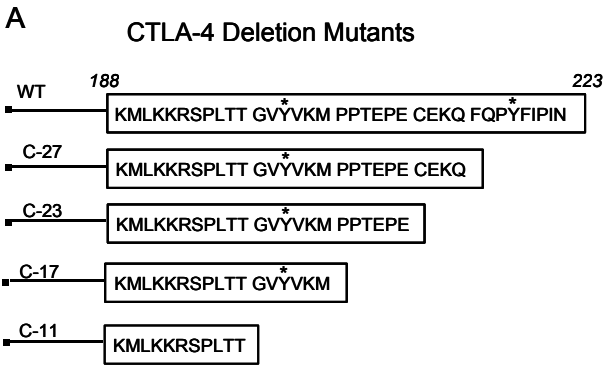 A
CTLA-4 Deletion Mutants
188 223
WT
* *
KMLKKRSPLTT GVYVKM PPTEPE CEKQ FQPYFIPIN
C-27
*
KMLKKRSPLTT GVYVKM PPTEPE CEKQ
C-23
*
KMLKKRSPLTT GVYVKM PPTEPE
C-17
*
KMLKKRSPLTT GVYVKM
C-11
KMLKKRSPLTT